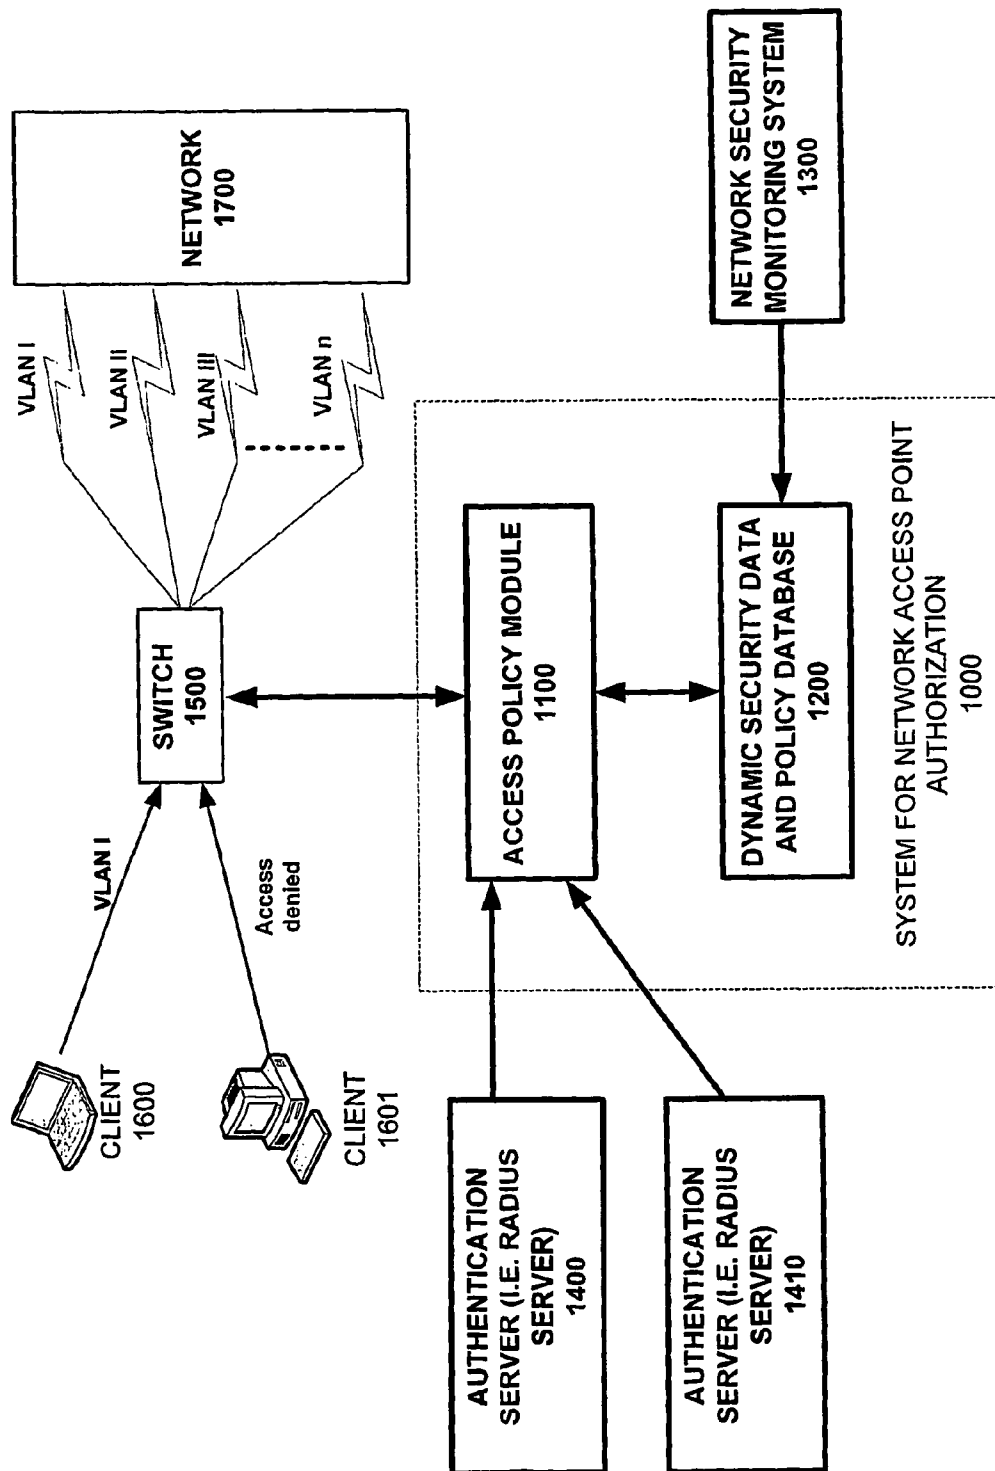 CLIENT
1600
CLIENT
1601
VLAN I
Access
denied
SWITCH
1500
VLAN I
VLAN II
VLAN III
VLAN n
NETWORK
1700
AUTHENTICATION
SERVER (I.E. RADIUS
SERVER)
1400
AUTHENTICATION
SERVER (I.E. RADIUS
SERVER)
1410
ACCESS POLICY MODULE
1100
DYNAMIC SECURITY DATA
AND POLICY DATABASE
1200
SYSTEM FOR NETWORK ACCESS POINT
AUTHORIZATION
1000
NETWORK SECURITY
MONITORING SYSTEM
1300